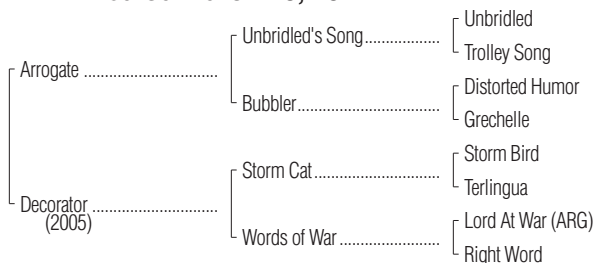 Unbridled
Unbridled's Song..................
Trolley Song
Arrogate ................................
Distorted Humor
Bubbler..................................
Grechelle
Storm Bird
Storm Cat..............................
Terlingua
Decorator ..............................
(2005)
Lord At War (ARG)
Words of War ........................
Right Word